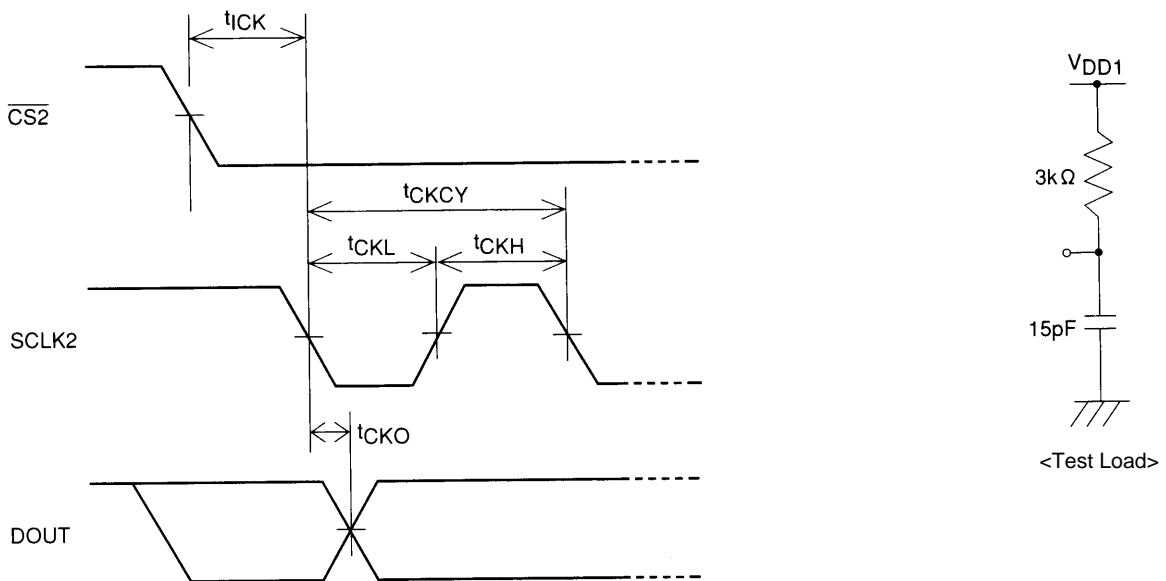 tICK
VDD1
CS2
tCKCY
3kΩ
tCKL
tCKH
15pF
SCLK2
tCKO
<Test Load>
DOUT